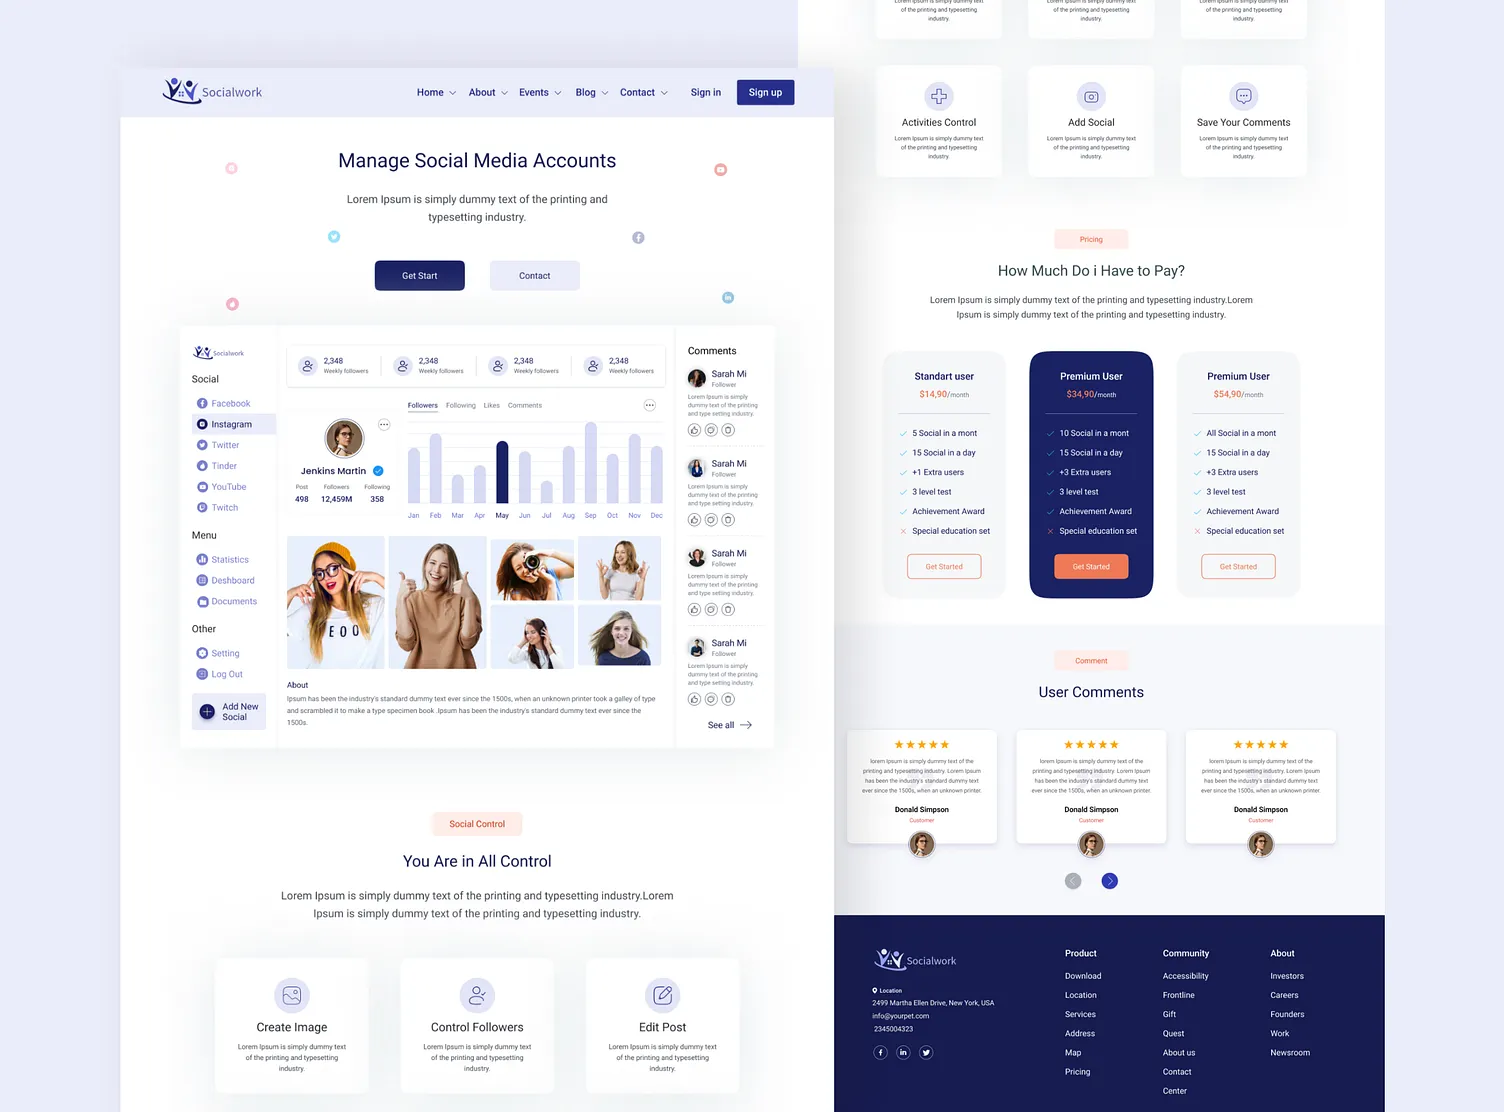 Socialwork
Home
About
Events
Blog
Contact
Sign in
Sign up
Manage Social Media Accounts
Lorem Ipsum is simply dummy text of the printing and
typesetting industry.
Get Start
Contact
Socialwork
Social
Facebook
Instagram
Twitter
Tinder
YouTube
Twitch
Menu
Statistics
Deshboard
Documents
Other
Setting
Log Out
Add New
Social
2,348
Weekly followers
2,348
Weekly followers
2,348
Weekly followers
2,348
Weekly followers
Jenkins Martin
Post Followers Following
498 12,459M 358
Followers Following Likes Comments
Jan Feb Mar Apr May Jun Jul Aug Sep Oct Nov Dec
About
Ipsum has been the industry's standard dummy text ever since the 1500s, when an unknown printer took a galley of type
and scrambled it to make a type specimen book .Ipsum has been the industry's standard dummy text ever since the
1500s.
Comments
Sarah Mi
Follower
Lorem Ipsum is simply
dummy text of the printing
and type setting industry.
Sarah Mi
Follower
Lorem Ipsum is simply
dummy text of the printing
and type setting industry.
Sarah Mi
Follower
Lorem Ipsum is simply
dummy text of the printing
and type setting industry.
Sarah Mi
Follower
Lorem Ipsum is simply
dummy text of the printing
and type setting industry.
See all
Social Control
You Are in All Control
Lorem Ipsum is simply dummy text of the printing and typesetting industry.Lorem
Ipsum is simply dummy text of the printing and typesetting industry.
Create Image
Lorem Ipsum is simply dummy text
of the printing and typesetting
industry.
Control Followers
Lorem Ipsum is simply dummy text
of the printing and typesetting
industry.
Edit Post
Lorem Ipsum is simply dummy text
of the printing and typesetting
industry.
Lorem Ipsum is simply dummy text
of the printing and typesetting
industry.
Lorem Ipsum is simply dummy text
of the printing and typesetting
industry.
Lorem Ipsum is simply dummy text
of the printing and typesetting
industry.
Activities Control
Lorem Ipsum is simply dummy text
of the printing and typesetting
industry.
Add Social
Lorem Ipsum is simply dummy text
of the printing and typesetting
industry.
Save Your Comments
Lorem Ipsum is simply dummy text
of the printing and typesetting
industry.
Pricing
How Much Do i Have to Pay?
Lorem Ipsum is simply dummy text of the printing and typesetting industry.Lorem
Ipsum is simply dummy text of the printing and typesetting industry.
Standart user
$14,90/month
5 Social in a mont
15 Social in a day
+1 Extra users
3 level test
Achievement Award
Special education set
Get Started
Premium User
$34,90/month
10 Social in a mont
15 Social in a day
+3 Extra users
3 level test
Achievement Award
Special education set
Get Started
Premium User
$54,90/month
All Social in a mont
15 Social in a day
+3 Extra users
3 level test
Achievement Award
Special education set
Get Started
Comment
User Comments
lorem Ipsum is simply dummy text of the
printing and typesetting industry. Lorem Ipsum
has been the industry's standard dummy text
ever since the 1500s, when an unknown printer.
Donald Simpson
Customer
lorem Ipsum is simply dummy text of the
printing and typesetting industry. Lorem Ipsum
has been the industry's standard dummy text
ever since the 1500s, when an unknown printer.
Donald Simpson
Customer
lorem Ipsum is simply dummy text of the
printing and typesetting industry. Lorem Ipsum
has been the industry's standard dummy text
ever since the 1500s, when an unknown printer.
Donald Simpson
Customer
Socialwork
Location
2499 Martha Ellen Drive, New York, USA
info@yourpet.com
2345004323
Product
Download
Location
Services
Address
Map
Pricing
Community
Accessibility
Frontline
Gift
Quest
About us
Contact
Center
About
Investors
Careers
Founders
Work
Newsroom